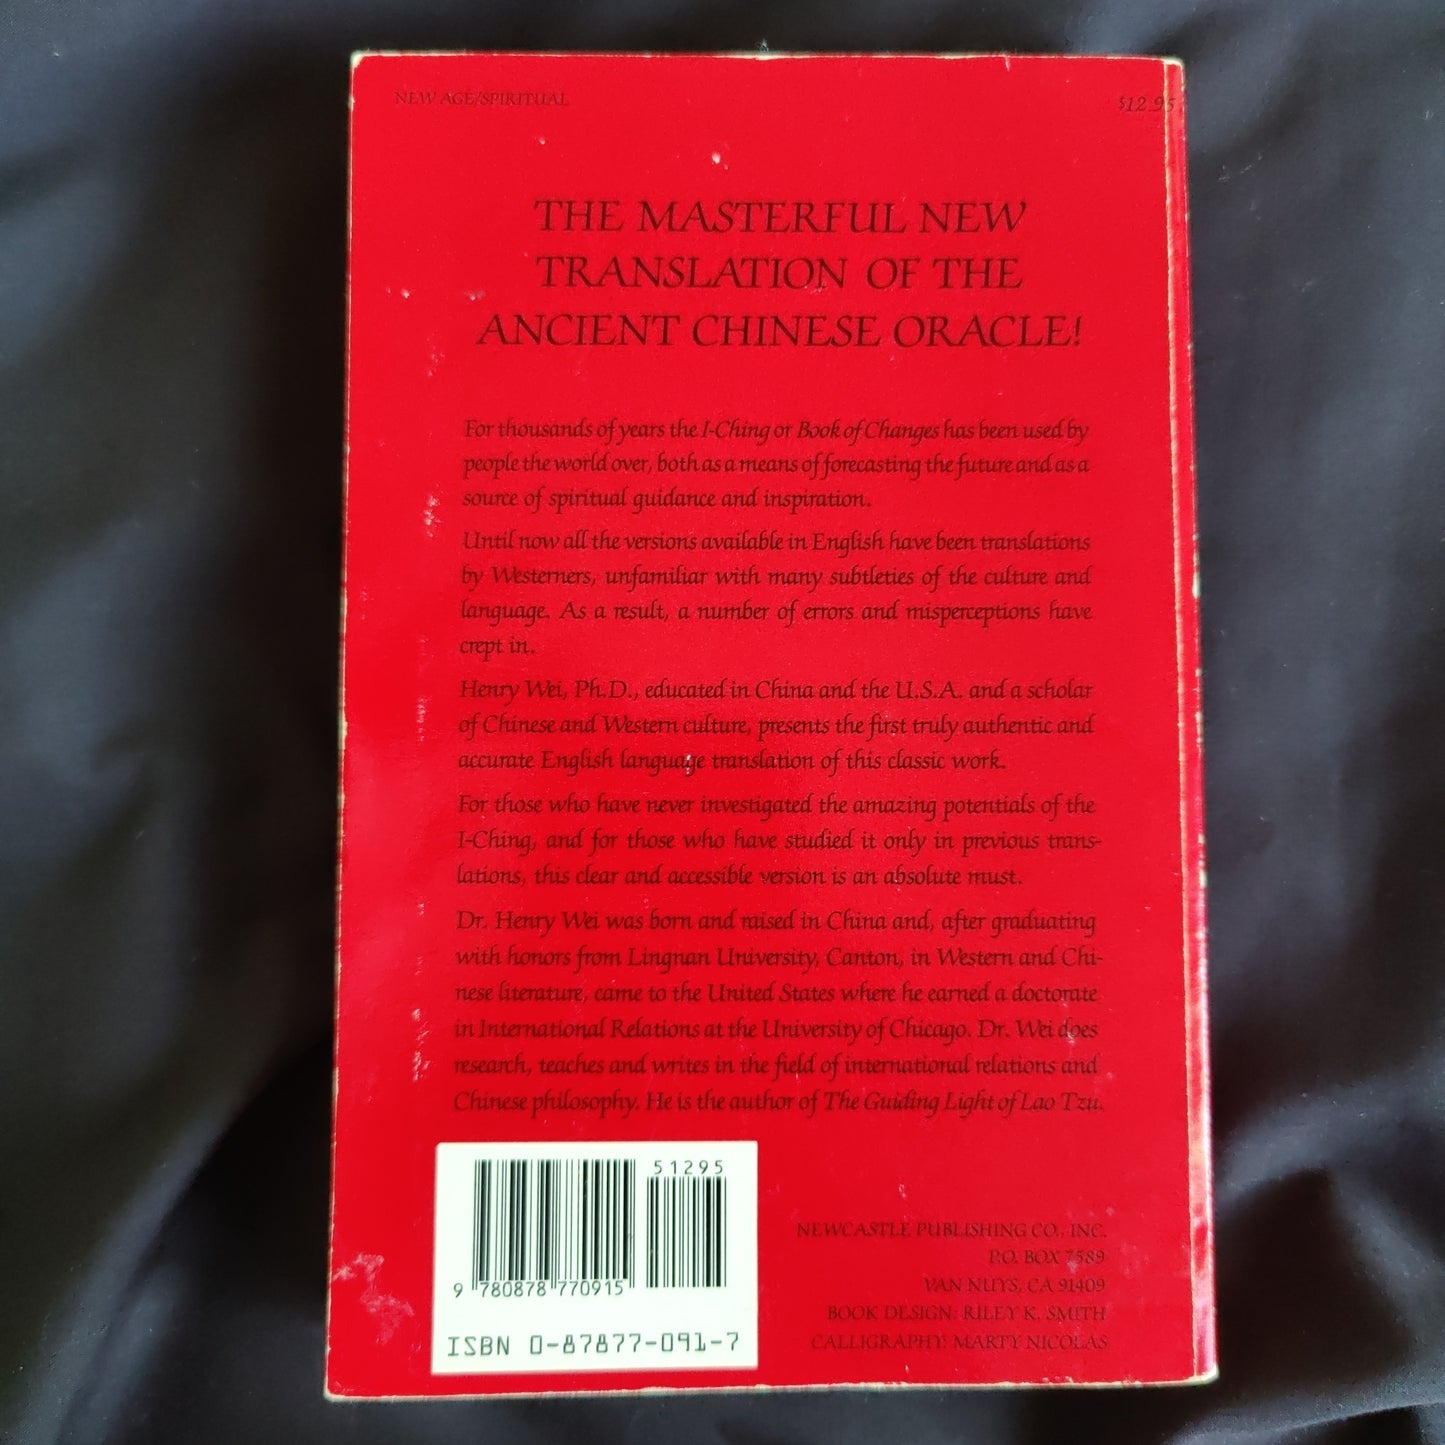 NEW AGE/SPIRITUAL
$12.95
THE MASTERFUL NEW
TRANSLATION OF THE
ANCIENT CHINESE ORACLE!
For thousands of years the I-Ching or Book of Changes has been used by
people the world over, both as a means of forecasting the future and as a
source of spiritual guidance and inspiration.
Until now all the versions available in English have been translations
by Westerners, unfamiliar with many subtleties of the culture and
language. As a result, a number of errors and misperceptions have
crept in.
Henry Wei, Ph.D., educated in China and the U.S.A. and a scholar
of Chinese and Western culture, presents the first truly authentic and
accurate English language translation of this classic work.
For those who have never investigated the amazing potentials of the
I-Ching, and for those who have studied it only in previous trans-
lations, this clear and accessible version is an absolute must.
Dr. Henry Wei was born and raised in China and, after graduating
with honors from Lingnan University, Canton, in Western and Chi-
nese literature, came to the United States where he earned a doctorate
in International Relations at the University of Chicago. Dr. Wei does
research, teaches and writes in the field of international relations and
Chinese philosophy. He is the author of The Guiding Light of Lao Tzu.
51295
9 780878 770915
ISBN 0-87877-091-7
NEWCASTLE PUBLISHING CO., INC.
P.O. BOX 7589
VAN NUYS, CA 91409
BOOK DESIGN: RILEY K. SMITH
CALLIGRAPHY: MARTY NICOLAS